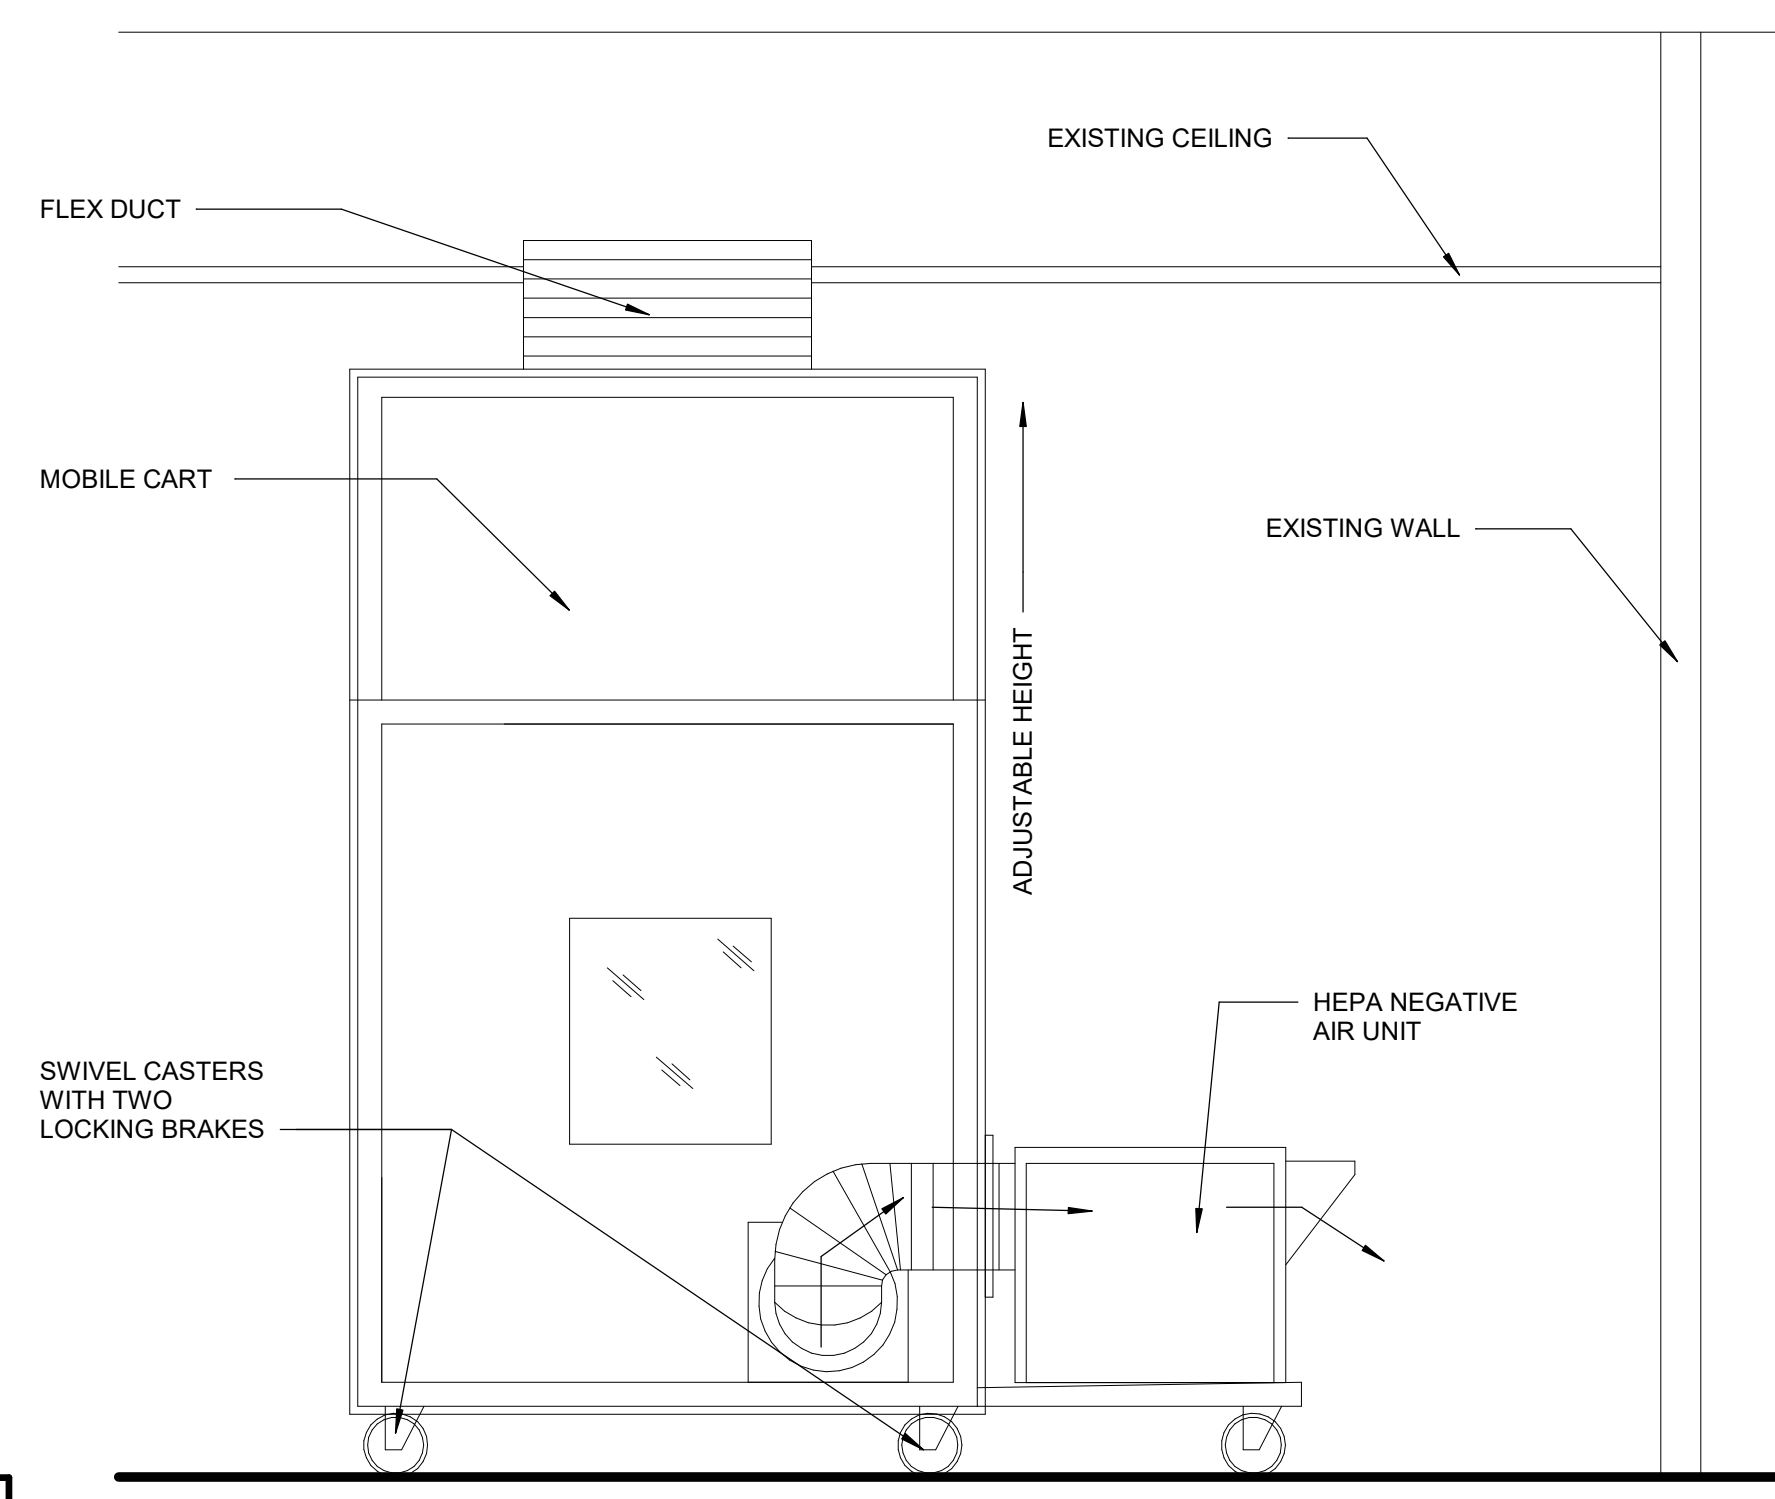 EXISTING CEILING
FLEX DUCT
MOBILE CART
EXISTING WALL
ADJUSTABLE HEIGHT
HEPA NEGATIVE
AIR UNIT
SWIVEL CASTERS
WITH TWO
LOCKING BRAKES